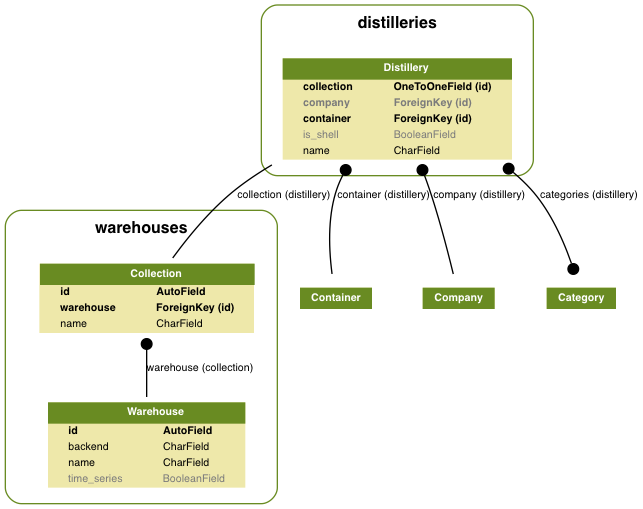 distilleries
Distillery
collection OneToOneField (id)
company ForeignKey (id)
container ForeignKey (id)
is_shell BooleanField
name CharField
collection (distillery) container (distillery) company (distillery) categories (distillery)
warehouses
Collection
id AutoField
warehouse ForeignKey (id)
name CharField
Container Company Category
warehouse (collection)
Warehouse
id AutoField
backend CharField
name CharField
time_series BooleanField